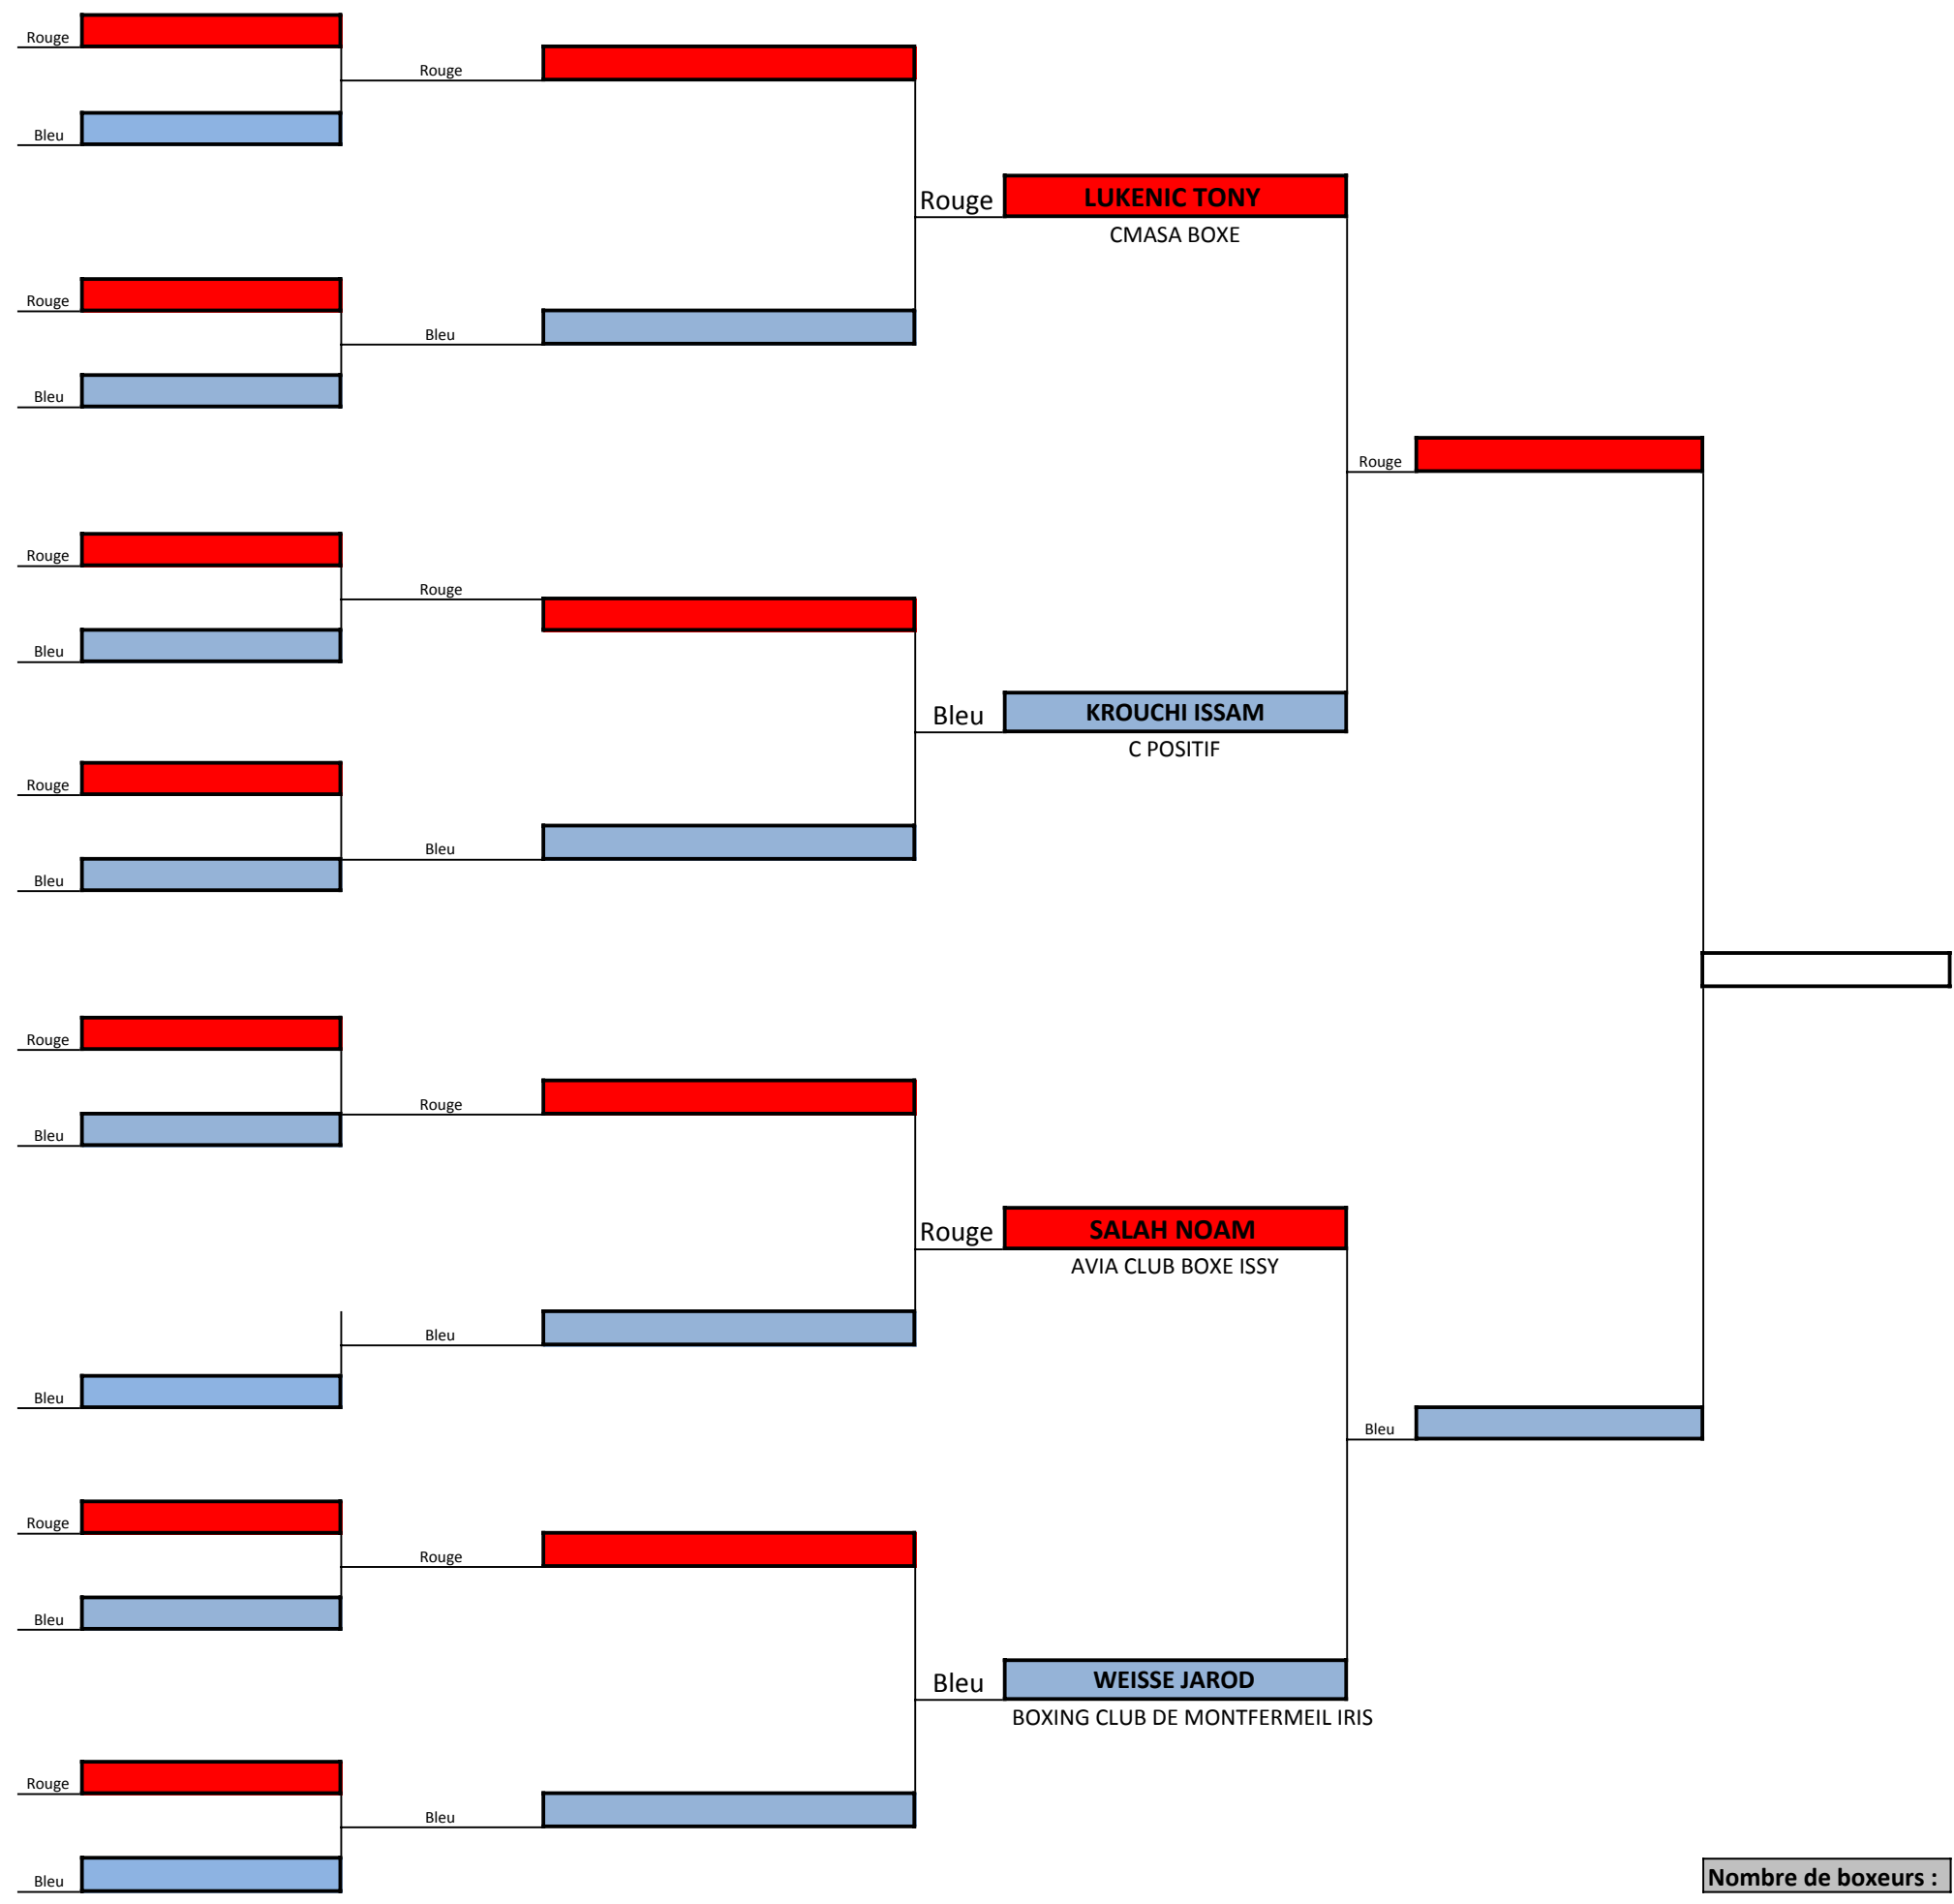 Rouge
Rouge
Bleu
Rouge
LUKENIC TONY
CMASA BOXE
Rouge
Bleu
Bleu
Rouge
Rouge
Rouge
Bleu
Bleu
KROUCHI ISSAM
C POSITIF
Rouge
Bleu
Bleu
Rouge
Rouge
Bleu
Rouge
SALAH NOAM
AVIA CLUB BOXE ISSY
Bleu
Bleu
Bleu
Rouge
Rouge
Bleu
Bleu
WEISSE JAROD
BOXING CLUB DE MONTFERMEIL IRIS
Rouge
Bleu
Bleu
Nombre de boxeurs :